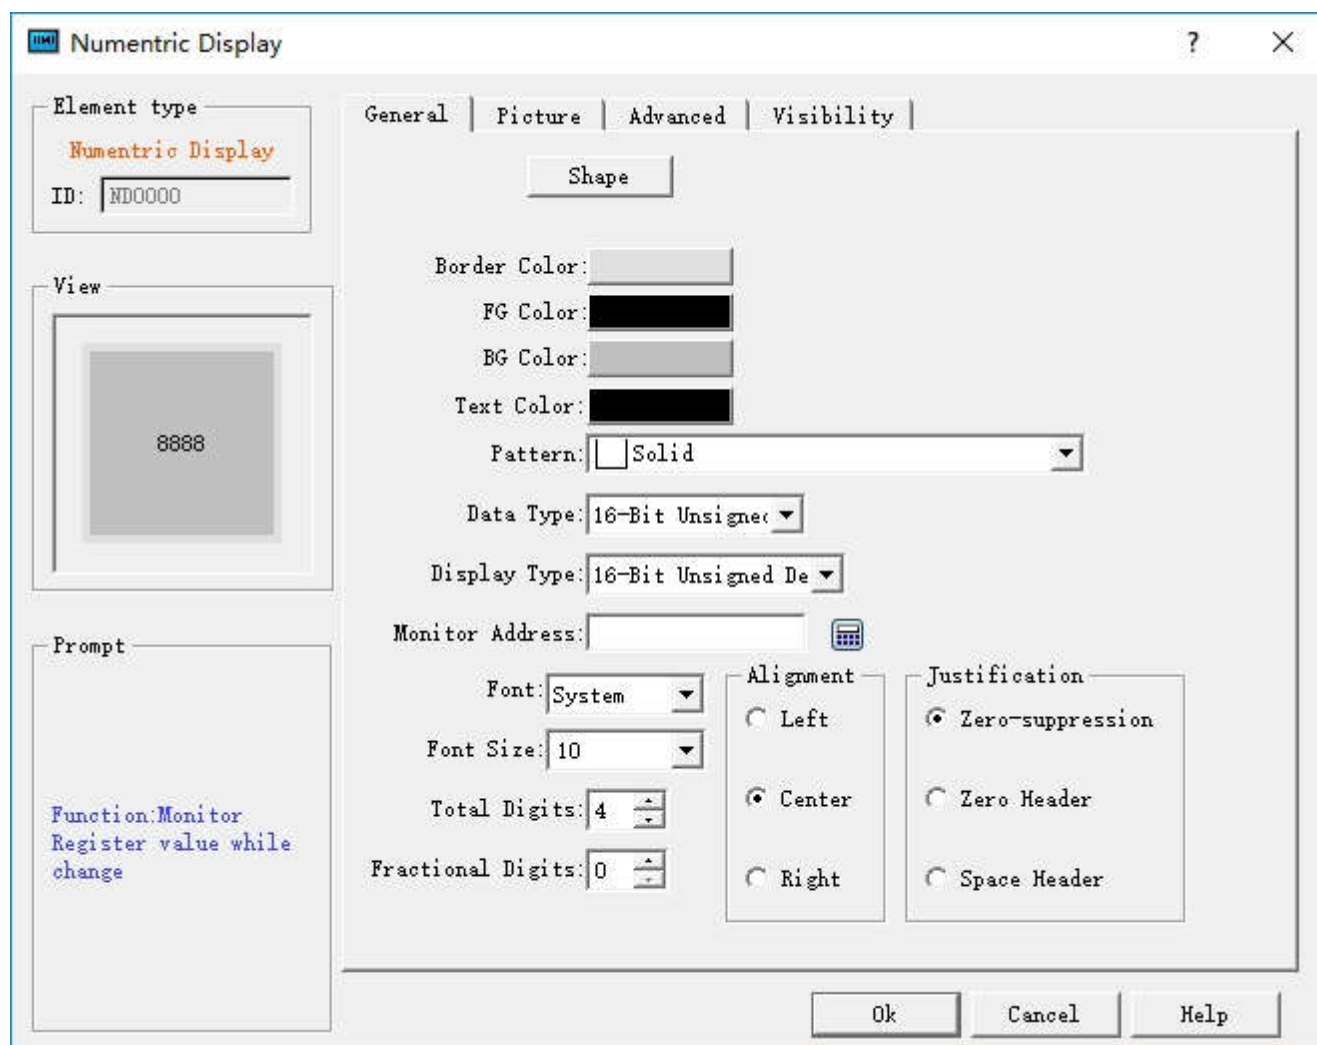 Numentric Display
?
Element type
Numentric Display
ID: ND0000
View
8888
Prompt
Function:Monitor
Register value while
change
General Picture Advanced Visibility
Shape
Border Color:
FG Color:
BG Color:
Text Color:
Pattern: Solid
Data Type: 16-Bit Unsigned
Display Type: 16-Bit Unsigned De
Monitor Address:
Font: System
Font Size: 10
Total Digits: 4
Fractional Digits: 0
Alignment
Left
Center
Right
Justification
Zero-suppression
Zero Header
Space Header
Ok Cancel Help